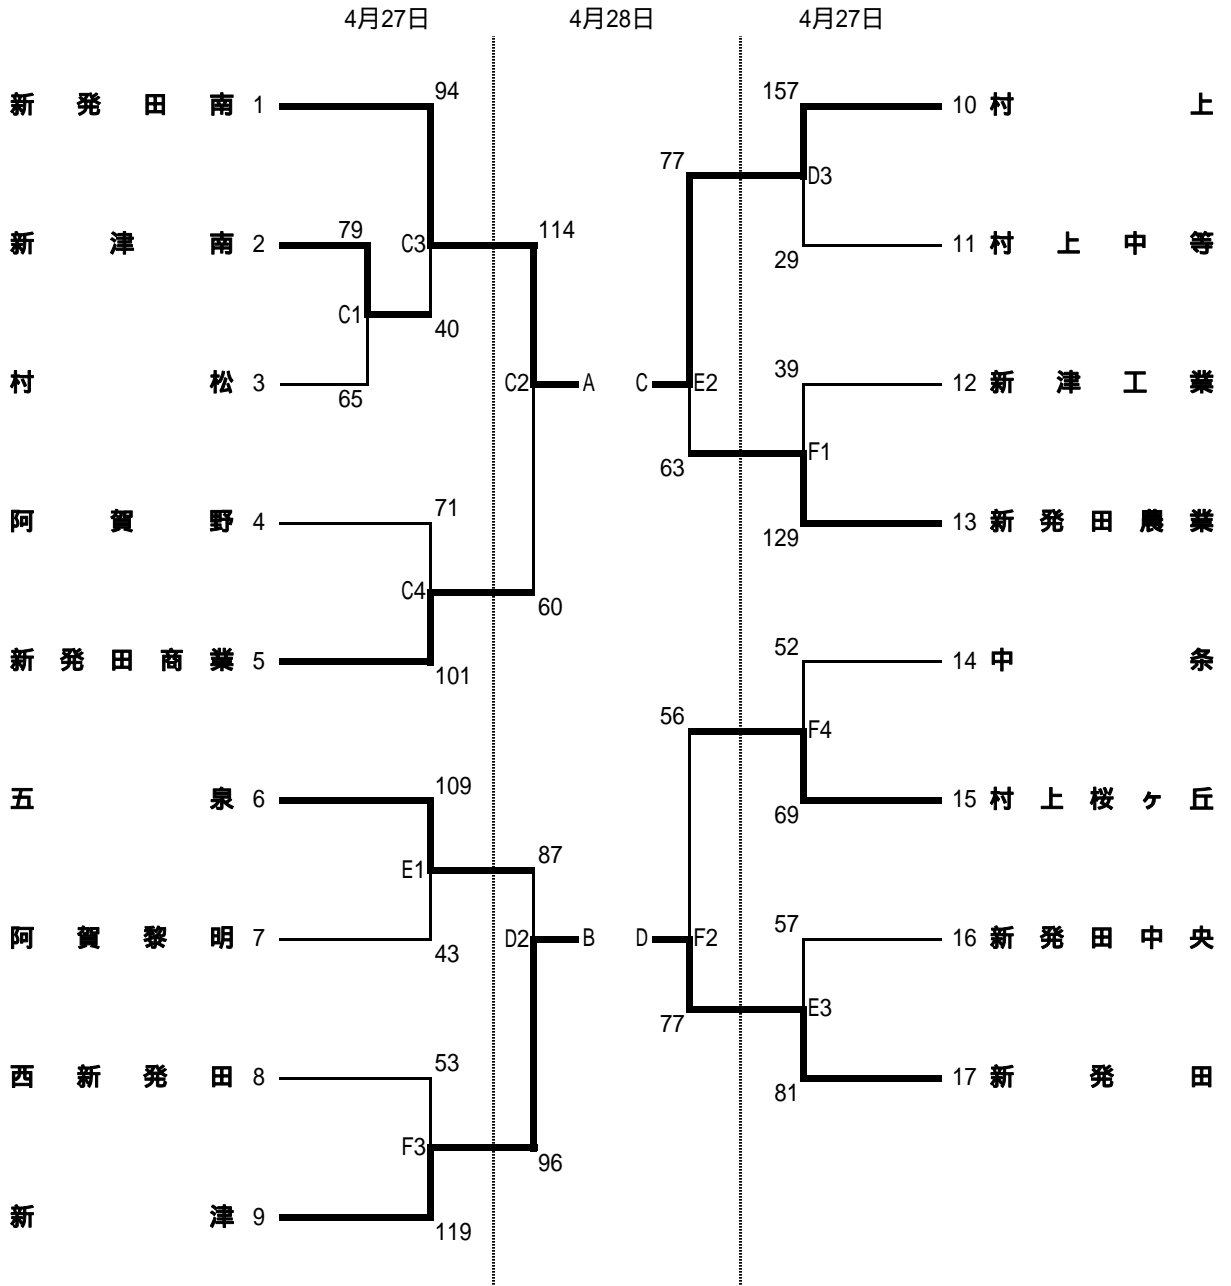 4月27日 4月28日 4月27日
94 157
新発田南 1 10 村上
77 D3
79 114
新津南 2 C3 29 11 村上中等
C1 40
39
村松 3 65 C2 A C E2 12 新津工業
F1
63
71
阿賀野 4 129 13 新発田農業
C4 60
52
新発田商業 5 101 14 中条
56 F4
109
五泉 6 69 15 村上桜ヶ丘
E1 87
57
阿賀黎明 7 43 D2 B D F2 16 新発田中央
77 E3
53
西新発田 8 81 17 新発田
F3 96
新津 9 119